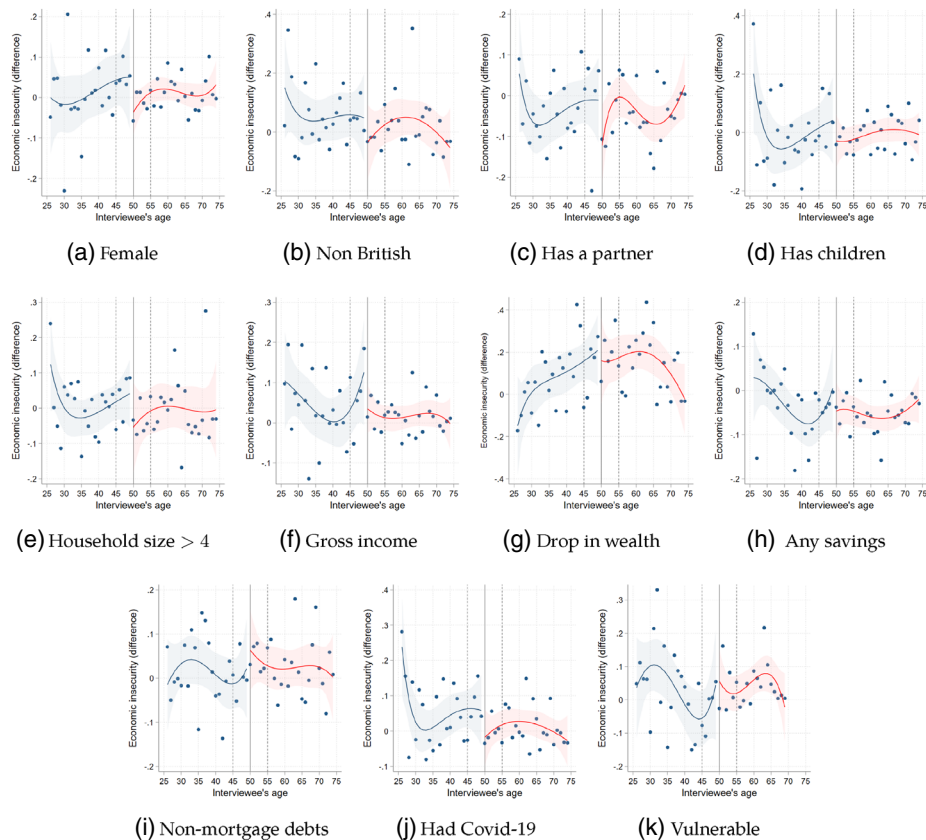 Economic insecurity (difference)
.2
.1
0
-.1
-.2
25 30 35 40 45 50 55 60 65 70 75
Interviewee's age
(a) Female
Economic insecurity (difference)
.4
.2
0
-.2
25 30 35 40 45 50 55 60 65 70 75
Interviewee's age
(b) Non British
Economic insecurity (difference)
.2
.1
0
-.1
-.2
25 30 35 40 45 50 55 60 65 70 75
Interviewee's age
(c) Has a partner
Economic insecurity (difference)
.4
.2
0
-.2
25 30 35 40 45 50 55 60 65 70 75
Interviewee's age
(d) Has children
Economic insecurity (difference)
.3
.2
.1
0
-.1
-.2
25 30 35 40 45 50 55 60 65 70 75
Interviewee's age
(e) Household size > 4
Economic insecurity (difference)
.3
.2
.1
0
-.1
25 30 35 40 45 50 55 60 65 70 75
Interviewee's age
(f) Gross income
Economic insecurity (difference)
.4
.2
0
-.2
-.4
25 30 35 40 45 50 55 60 65 70 75
Interviewee's age
(g) Drop in wealth
Economic insecurity (difference)
.2
.1
0
-.1
-.2
25 30 35 40 45 50 55 60 65 70 75
Interviewee's age
(h) Any savings
Economic insecurity (difference)
.2
.1
0
-.1
-.2
25 30 35 40 45 50 55 60 65 70 75
Interviewee's age
(i) Non-mortgage debts
Economic insecurity (difference)
.4
.3
.2
.1
0
-.1
25 30 35 40 45 50 55 60 65 70 75
Interviewee's age
(j) Had Covid-19
Economic insecurity (difference)
.3
.2
.1
0
-.1
-.2
25 30 35 40 45 50 55 60 65 70 75
Interviewee's age
(k) Vulnerable